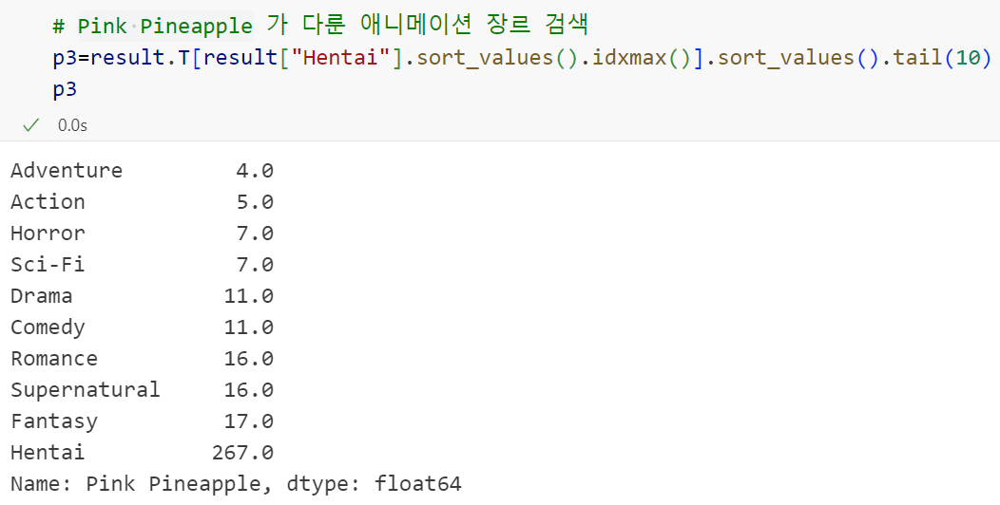 # Pink Pineapple 가 다룬 애니메이션 장르 검색
p3=result.T[result["Hentai"].sort_values().idxmax()].sort_values().tail(10)
p3
0.0s
Adventure 4.0
Action 5.0
Horror 7.0
Sci-Fi 7.0
Drama 11.0
Comedy 11.0
Romance 16.0
Supernatural 16.0
Fantasy 17.0
Hentai 267.0
Name: Pink Pineapple, dtype: float64